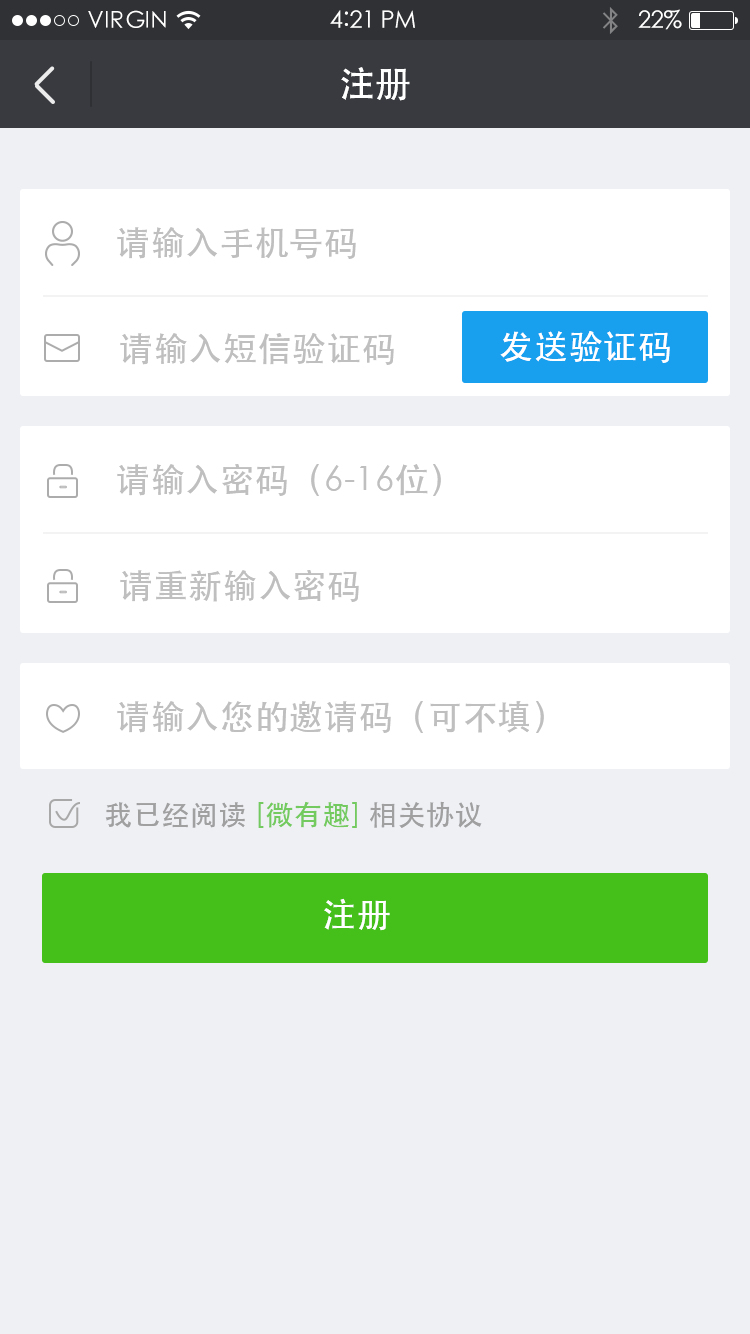 VIRGIN 4:21 PM 22%
注册
请输入手机号码
请输入短信验证码 发送验证码
请输入密码（6-16位）
请重新输入密码
请输入您的邀请码（可不填）
我已经阅读 [微有趣] 相关协议
注册